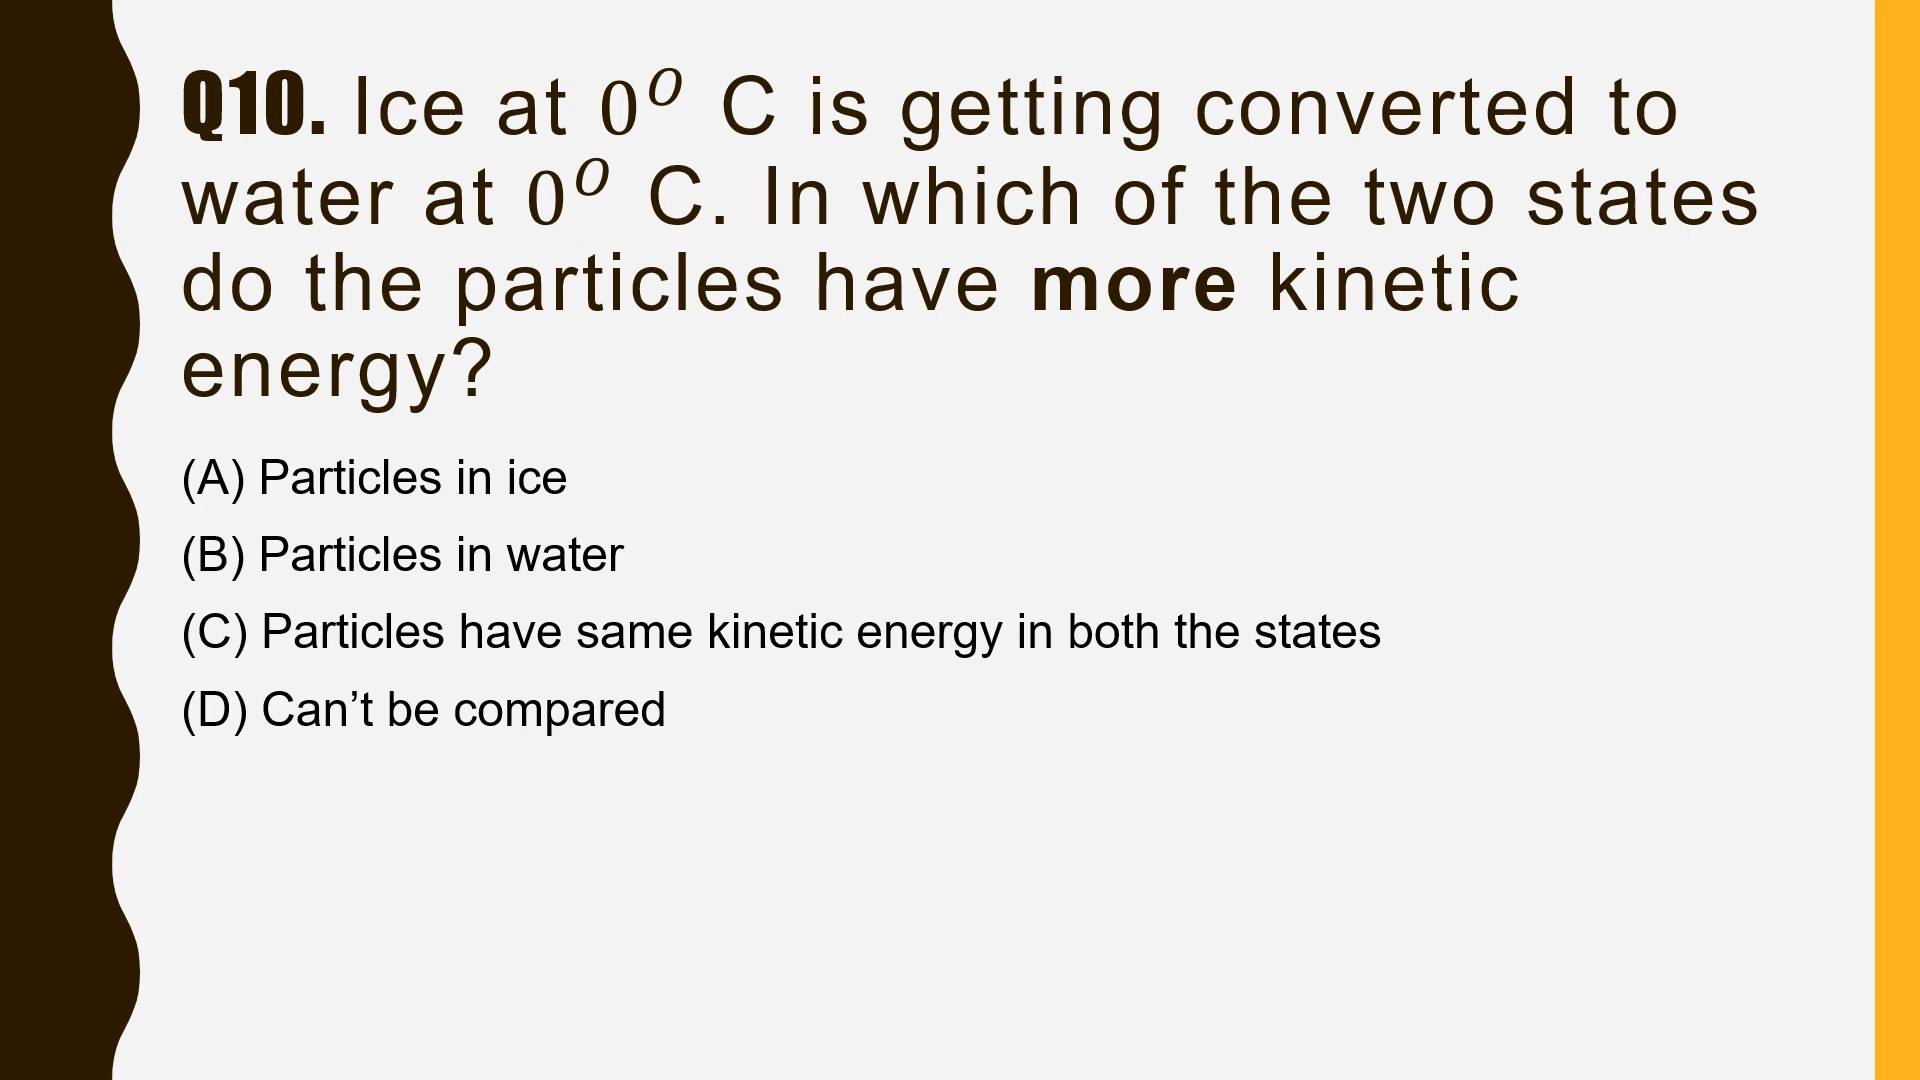 Q10. Ice at 0^O C is getting converted to
water at 0^O C. In which of the two states
do the particles have more kinetic
energy?
(A) Particles in ice
(B) Particles in water
(C) Particles have same kinetic energy in both the states
(D) Can’t be compared